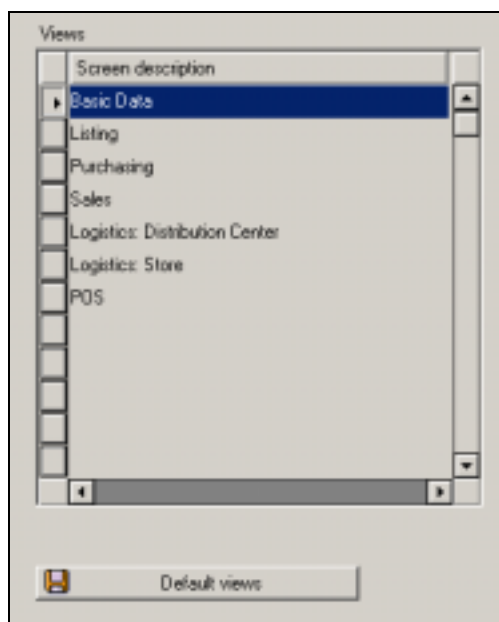 Views
Screen description
Basic Data
Listing
Purchasing
Sales
Logistics: Distribution Center
Logistics: Store
POS
Default views